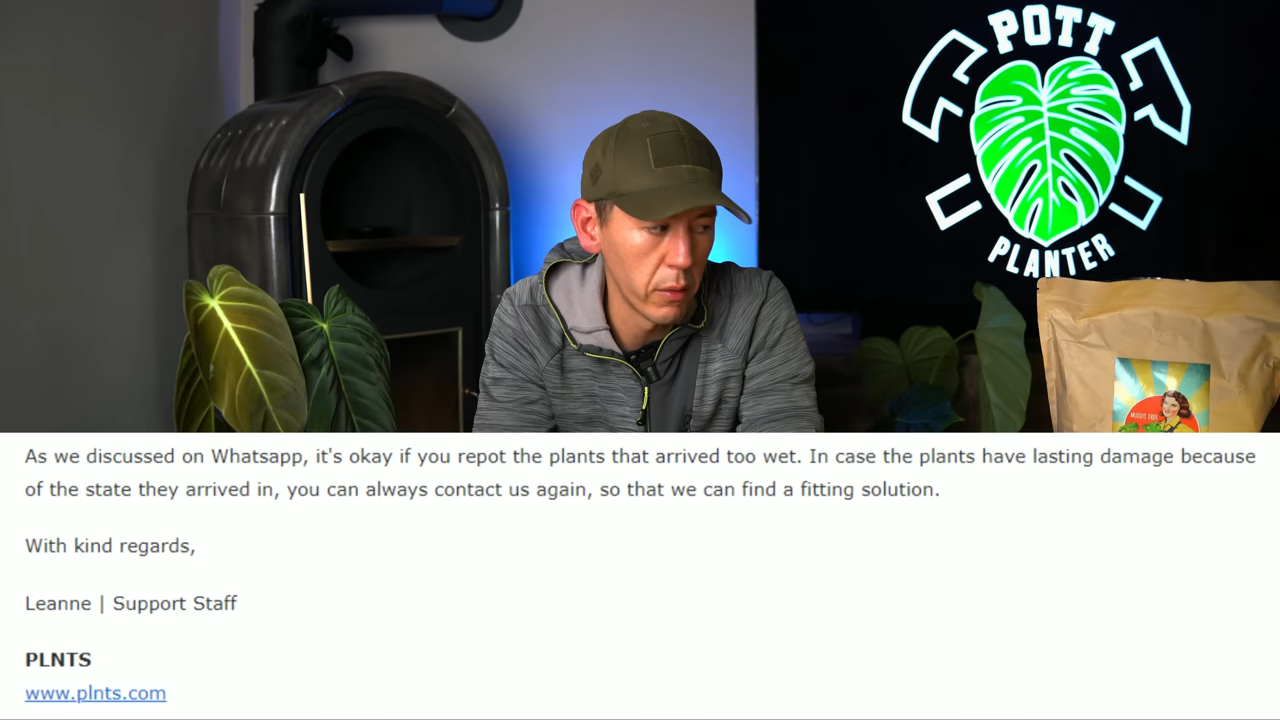 POTT
PLANTER
As we discussed on Whatsapp, it's okay if you repot the plants that arrived too wet. In case the plants have lasting damage because
of the state they arrived in, you can always contact us again, so that we can find a fitting solution.
With kind regards,
Leanne | Support Staff
PLNTS
www.plnts.com